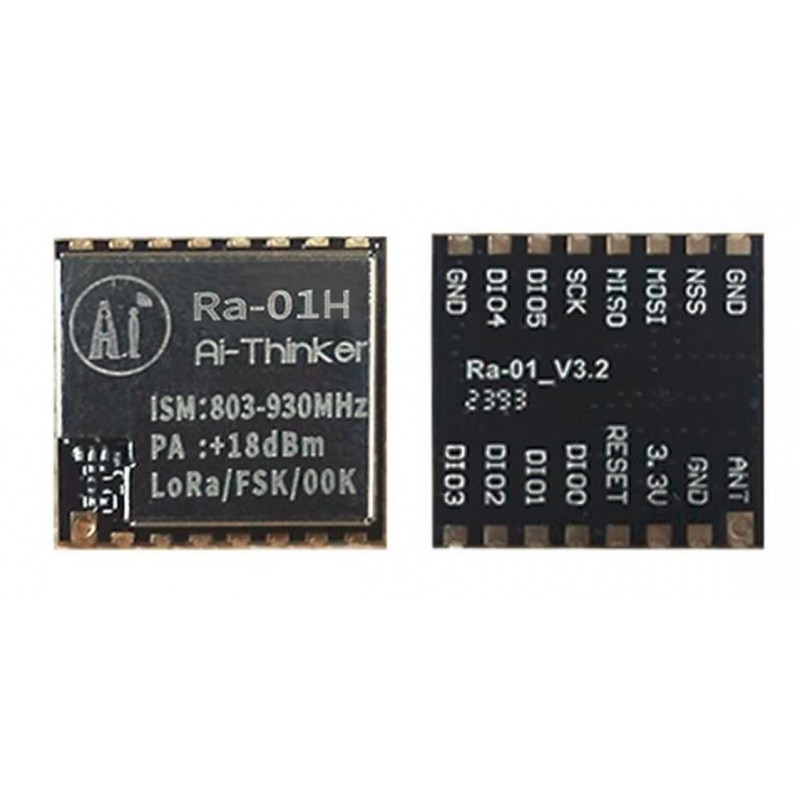 Ai
Ra-01H
Ai-Thinker
ISM:803-930MHz
PA :+18dBm
LoRa/FSK/OOK
GND
DIO4
DIO5
SCK
MISO
MOSI
NSS
GND
Ra-01_V3.2
2393
DIO3
DIO2
DIO1
DIO0
RESET
3.3V
GND
ANT